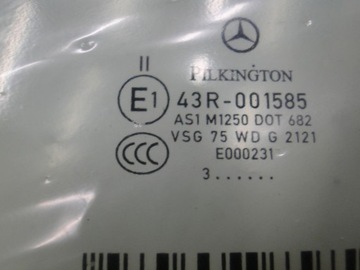 II
PILKINGTON
E1 43R-001585
AS1 M1250 DOT 682
CCC VSG 75 WD G 2121
E000231
3......